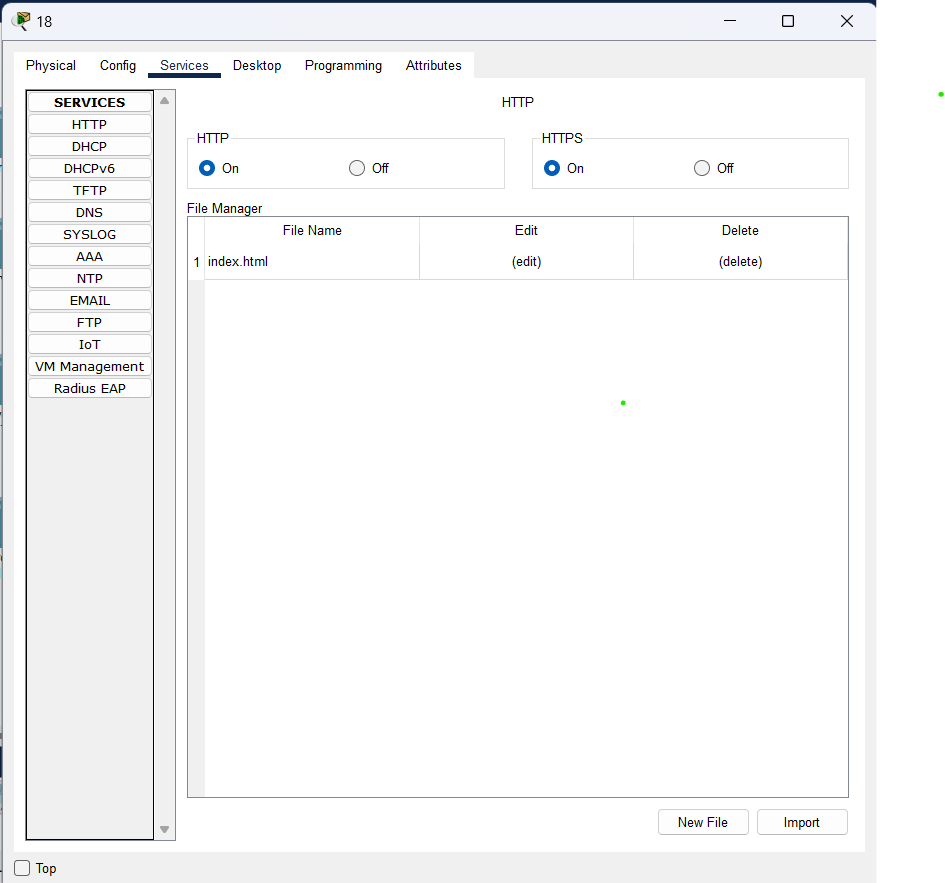 18
Physical Config Services Desktop Programming Attributes
SERVICES
HTTP
DHCP
DHCPv6
TFTP
DNS
SYSLOG
AAA
NTP
EMAIL
FTP
IoT
VM Management
Radius EAP
HTTP
HTTP
On Off
HTTPS
On Off
File Manager
File Name Edit Delete
1 index.html (edit) (delete)
New File Import
Top